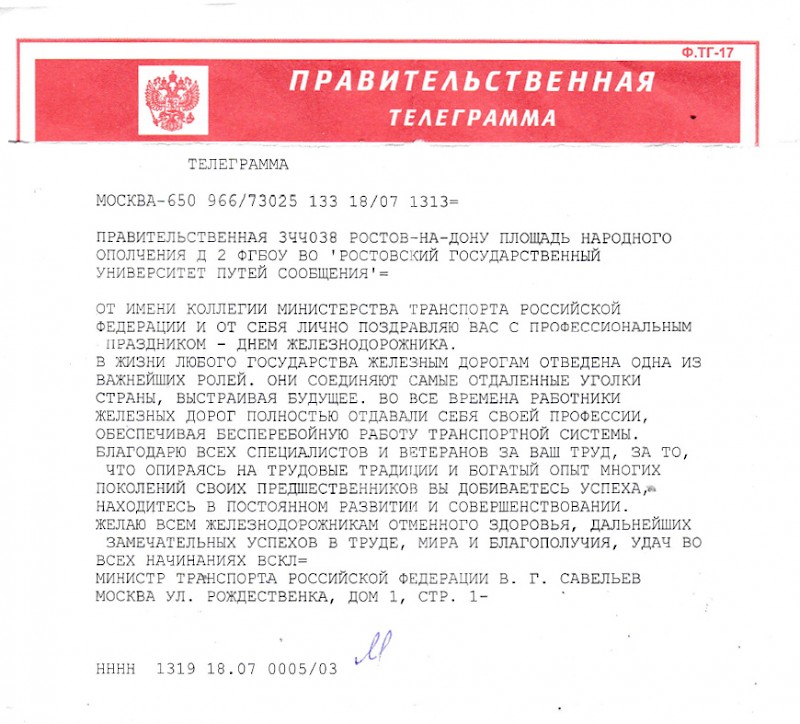 Ф.ТГ-17
ПРАВИТЕЛЬСТВЕННАЯ
ТЕЛЕГРАММА
ТЕЛЕГРАММА
МОСКВА-650 966/73025 133 18/07 1313=
ПРАВИТЕЛЬСТВЕННАЯ 3ЧЧ038 РОСТОВ-НА-ДОНУ ПЛОЩАДЬ НАРОДНОГО
ОПОЛЧЕНИЯ Д 2 ФГБОУ ВО 'РОСТОВСКИЙ ГОСУДАРСТВЕННЫЙ
УНИВЕРСИТЕТ ПУТЕЙ СООБЩЕНИЯ'=
ОТ ИМЕНИ КОЛЛЕГИИ МИНИСТЕРСТВА ТРАНСПОРТА РОССИЙСКОЙ
ФЕДЕРАЦИИ И ОТ СЕБЯ ЛИЧНО ПОЗДРАВЛЯЮ ВАС С ПРОФЕССИОНАЛЬНЫМ
ПРАЗДНИКОМ - ДНЕМ ЖЕЛЕЗНОДОРОЖНИКА.
В ЖИЗНИ ЛЮБОГО ГОСУДАРСТВА ЖЕЛЕЗНЫМ ДОРОГАМ ОТВЕДЕНА ОДНА ИЗ
ВАЖНЕЙШИХ РОЛЕЙ. ОНИ СОЕДИНЯЮТ САМЫЕ ОТДАЛЕННЫЕ УГОЛКИ
СТРАНЫ, ВЫСТРАИВАЯ БУДУЩЕЕ. ВО ВСЕ ВРЕМЕНА РАБОТНИКИ
ЖЕЛЕЗНЫХ ДОРОГ ПОЛНОСТЬЮ ОТДАВАЛИ СЕБЯ СВОЕЙ ПРОФЕССИИ,
ОБЕСПЕЧИВАЯ БЕСПЕРЕБОЙНУЮ РАБОТУ ТРАНСПОРТНОЙ СИСТЕМЫ.
БЛАГОДАРЮ ВСЕХ СПЕЦИАЛИСТОВ И ВЕТЕРАНОВ ЗА ВАШ ТРУД, ЗА ТО,
ЧТО ОПИРАЯСЬ НА ТРУДОВЫЕ ТРАДИЦИИ И БОГАТЫЙ ОПЫТ МНОГИХ
ПОКОЛЕНИЙ СВОИХ ПРЕДШЕСТВЕННИКОВ ВЫ ДОБИВАЕТЕСЬ УСПЕХА,
НАХОДИТЕСЬ В ПОСТОЯННОМ РАЗВИТИИ И СОВЕРШЕНСТВОВАНИИ.
ЖЕЛАЮ ВСЕМ ЖЕЛЕЗНОДОРОЖНИКАМ ОТМЕННОГО ЗДОРОВЬЯ, ДАЛЬНЕЙШИХ
ЗАМЕЧАТЕЛЬНЫХ УСПЕХОВ В ТРУДЕ, МИРА И БЛАГОПОЛУЧИЯ, УДАЧ ВО
ВСЕХ НАЧИНАНИЯХ ВСКЛ=
МИНИСТР ТРАНСПОРТА РОССИЙСКОЙ ФЕДЕРАЦИИ В. Г. САВЕЛЬЕВ
МОСКВА УЛ. РОЖДЕСТВЕНКА, ДОМ 1, СТР. 1-
НННН 1319 18.07 0005/03